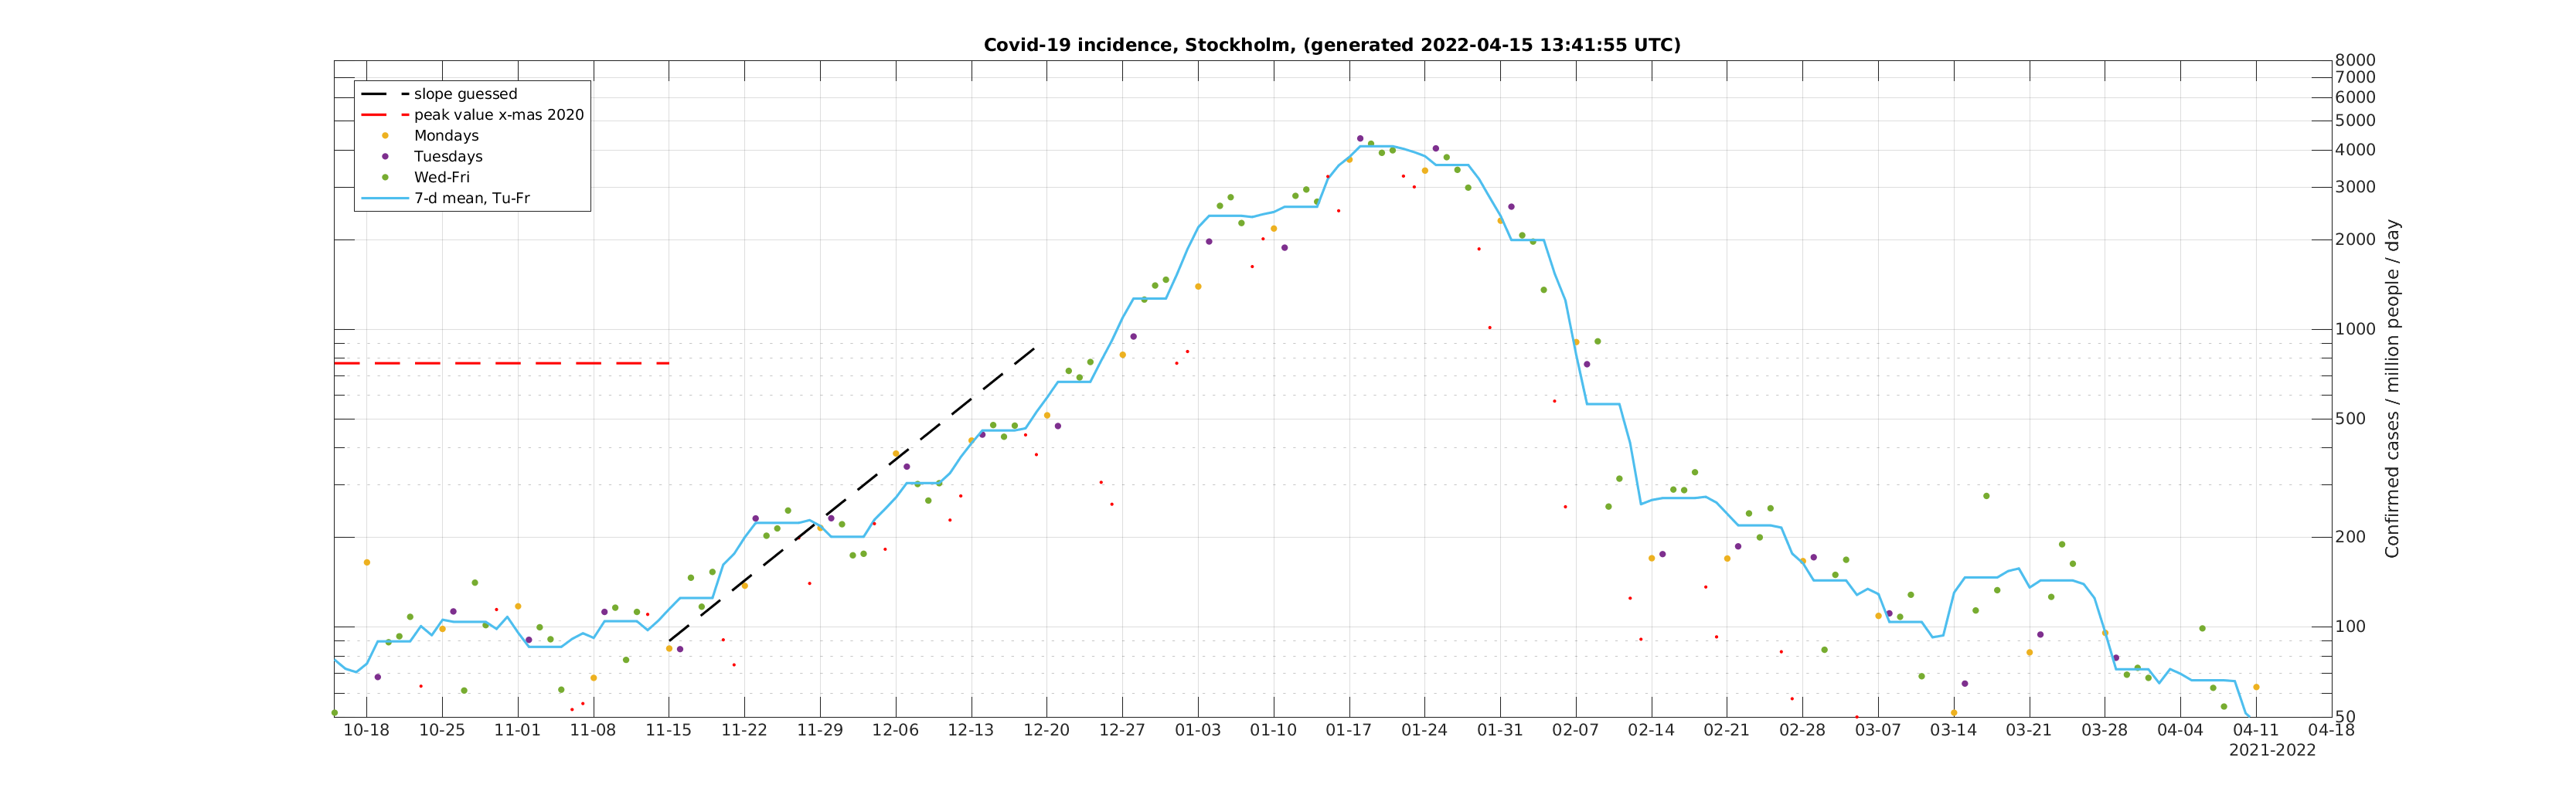 Covid-19 incidence, Stockholm, (generated 2022-04-15 13:41:55 UTC)
slope guessed
peak value x-mas 2020
Mondays
Tuesdays
Wed-Fri
7-d mean, Tu-Fr
8000
7000
6000
5000
4000
3000
2000
1000
500
200
100
50
Confirmed cases / million people / day
10-18 10-25 11-01 11-08 11-15 11-22 11-29 12-06 12-13 12-20 12-27 01-03 01-10 01-17 01-24 01-31 02-07 02-14 02-21 02-28 03-07 03-14 03-21 03-28 04-04 04-11 04-18
2021-2022